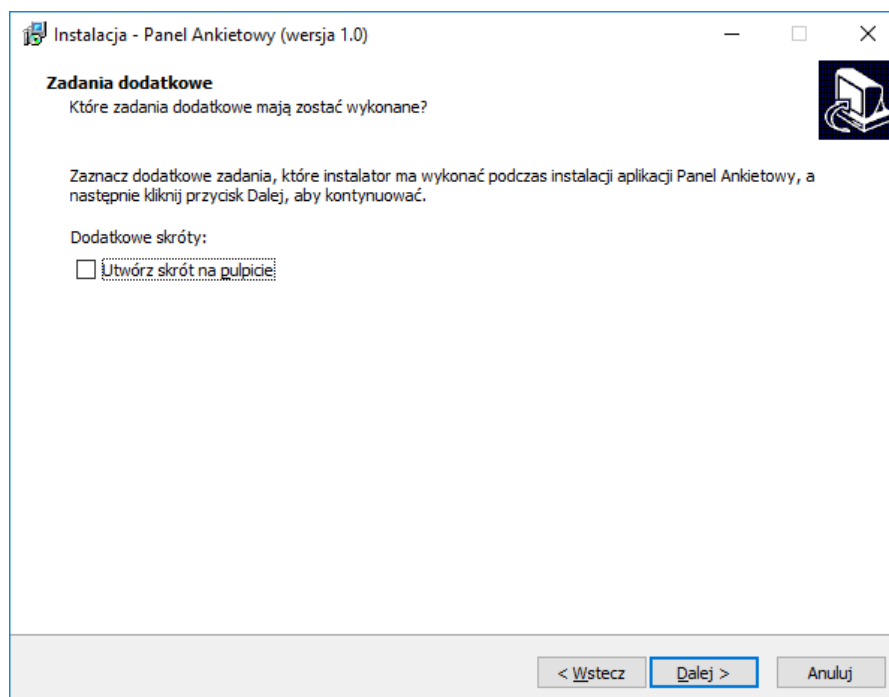 Instalacja - Panel Ankietowy (wersja 1.0)
Zadania dodatkowe
Które zadania dodatkowe mają zostać wykonane?
Zaznacz dodatkowe zadania, które instalator ma wykonać podczas instalacji aplikacji Panel Ankietowy, a
następnie kliknij przycisk Dalej, aby kontynuować.
Dodatkowe skróty:
Utwórz skrót na pulpicie
< Wstecz
Dalej >
Anuluj